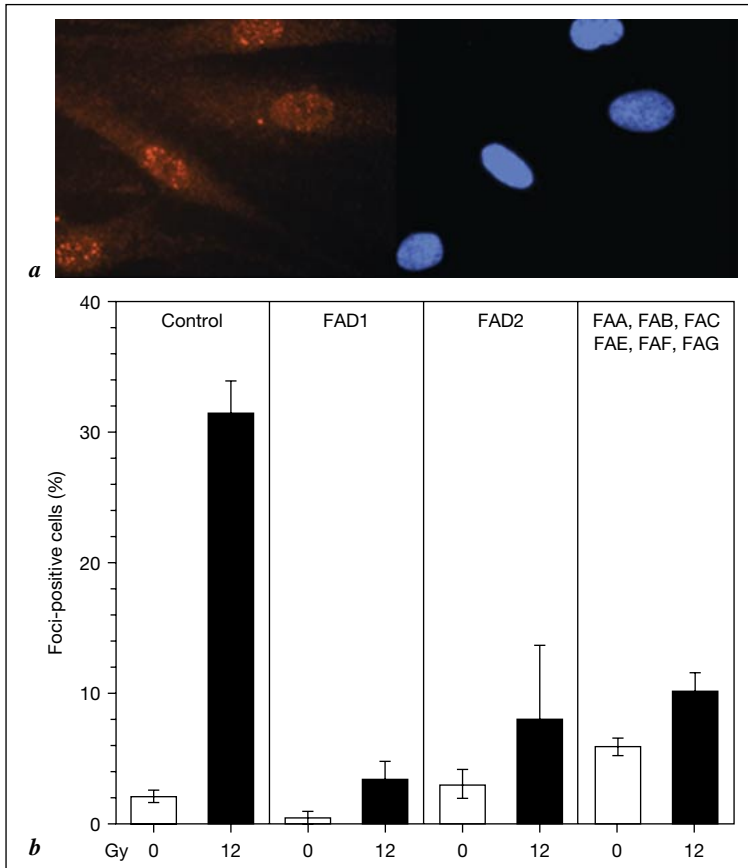 a
40
30
20
10
0
Foci-positive cells (%)
Control
FAD1
FAD2
FAA, FAB, FAC
FAE, FAF, FAG
b
Gy 0 12 0 12 0 12 0 12